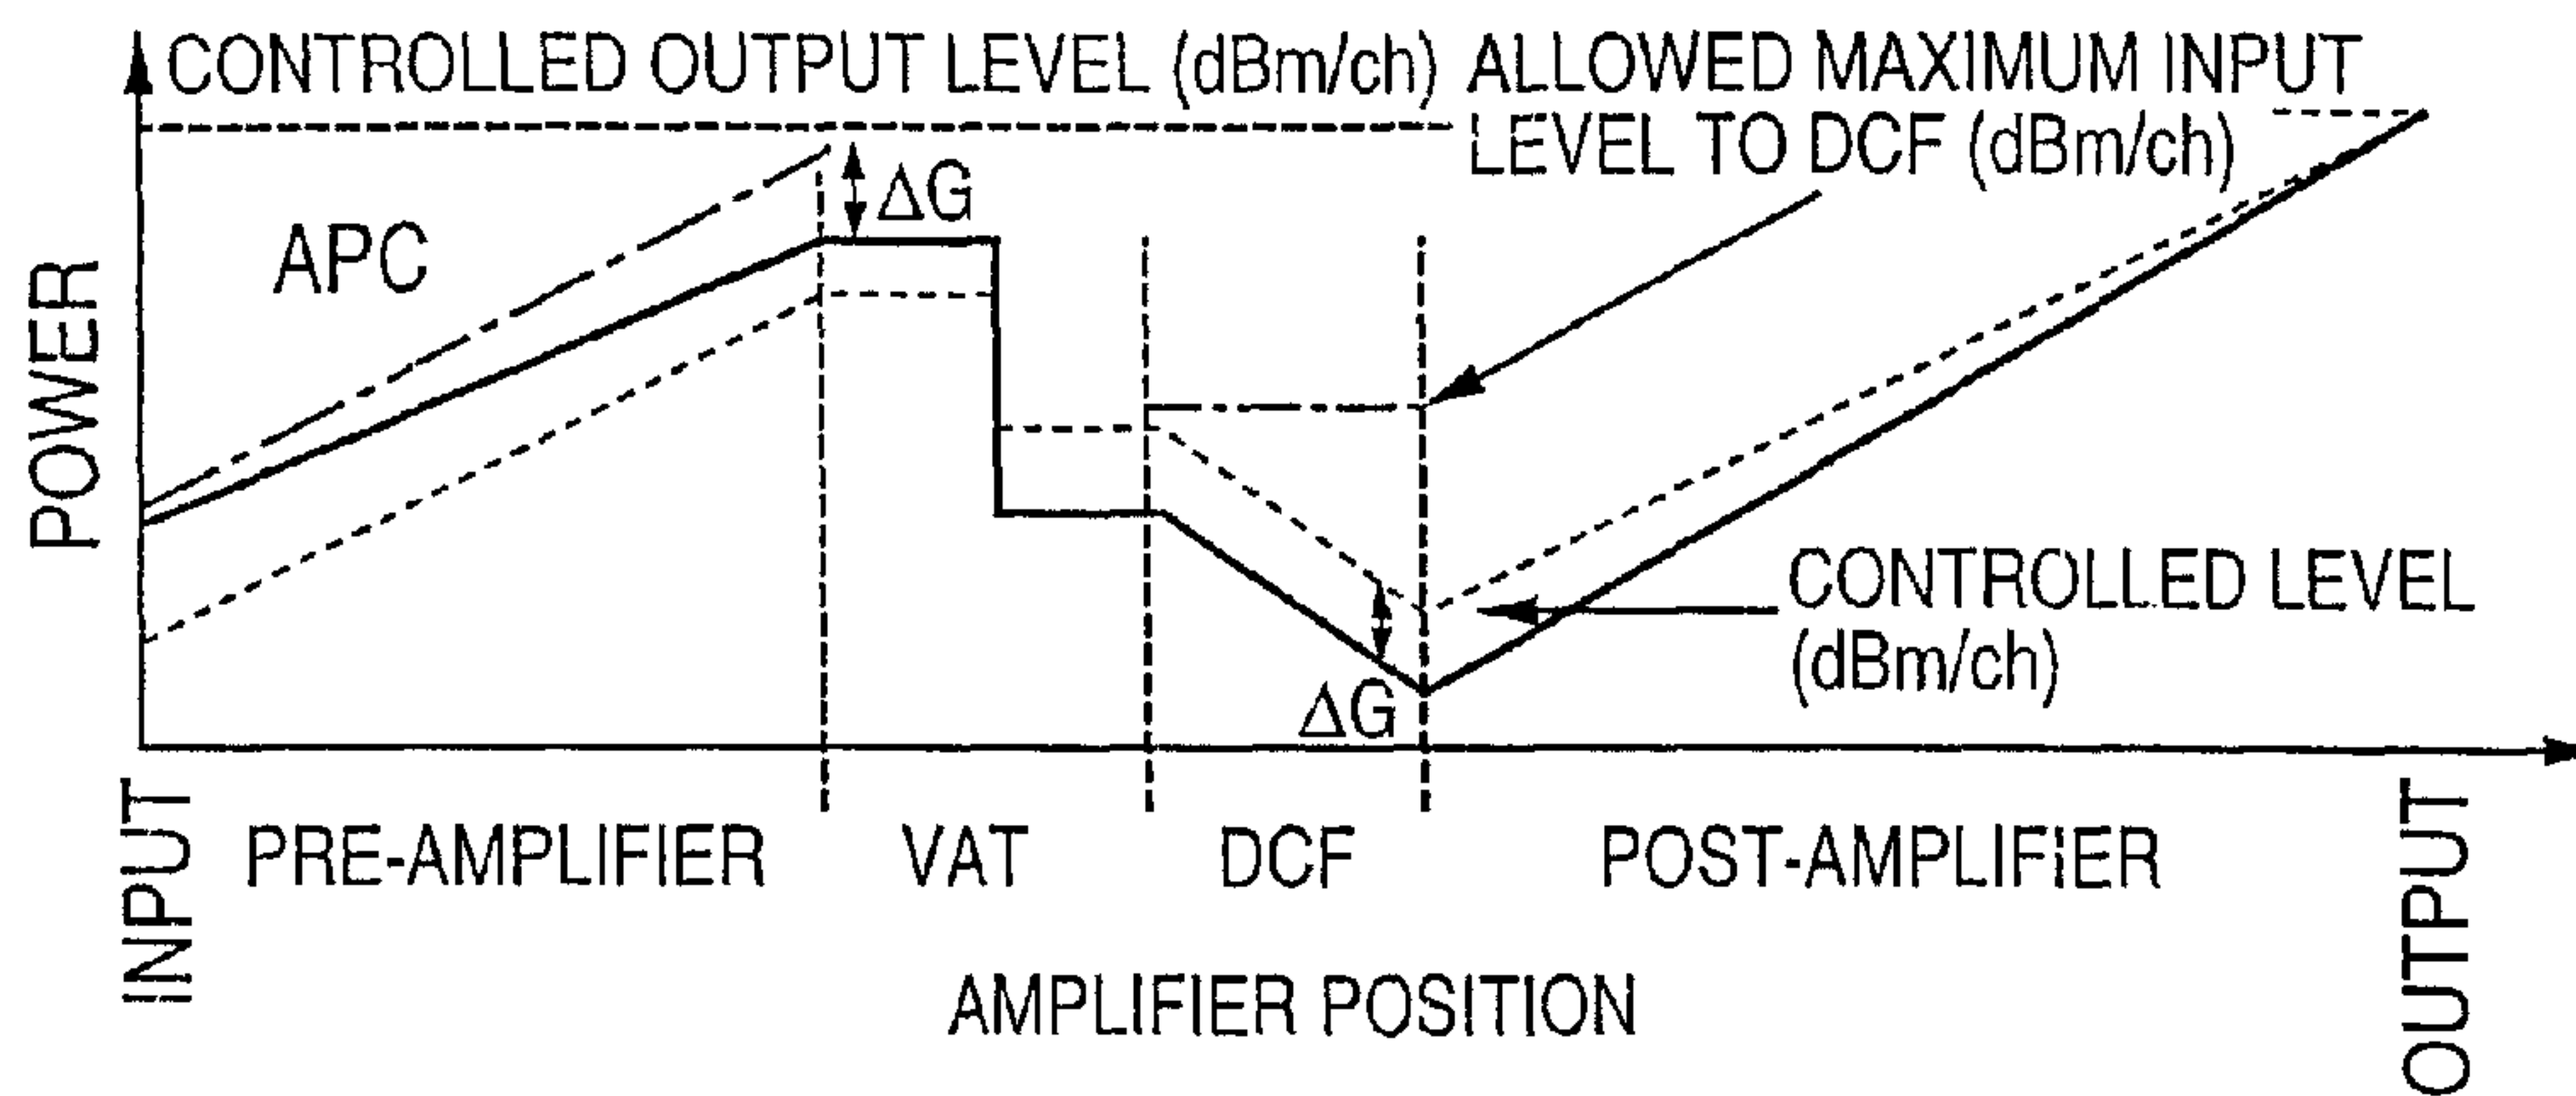 CONTROLLED OUTPUT LEVEL (dBm/ch)
ALLOWED MAXIMUM INPUT
LEVEL TO DCF (dBm/ch)
ΔG
APC
POWER
CONTROLLED LEVEL
(dBm/ch)
ΔG
INPUT
PRE-AMPLIFIER
VAT
DCF
POST-AMPLIFIER
OUTPUT
AMPLIFIER POSITION